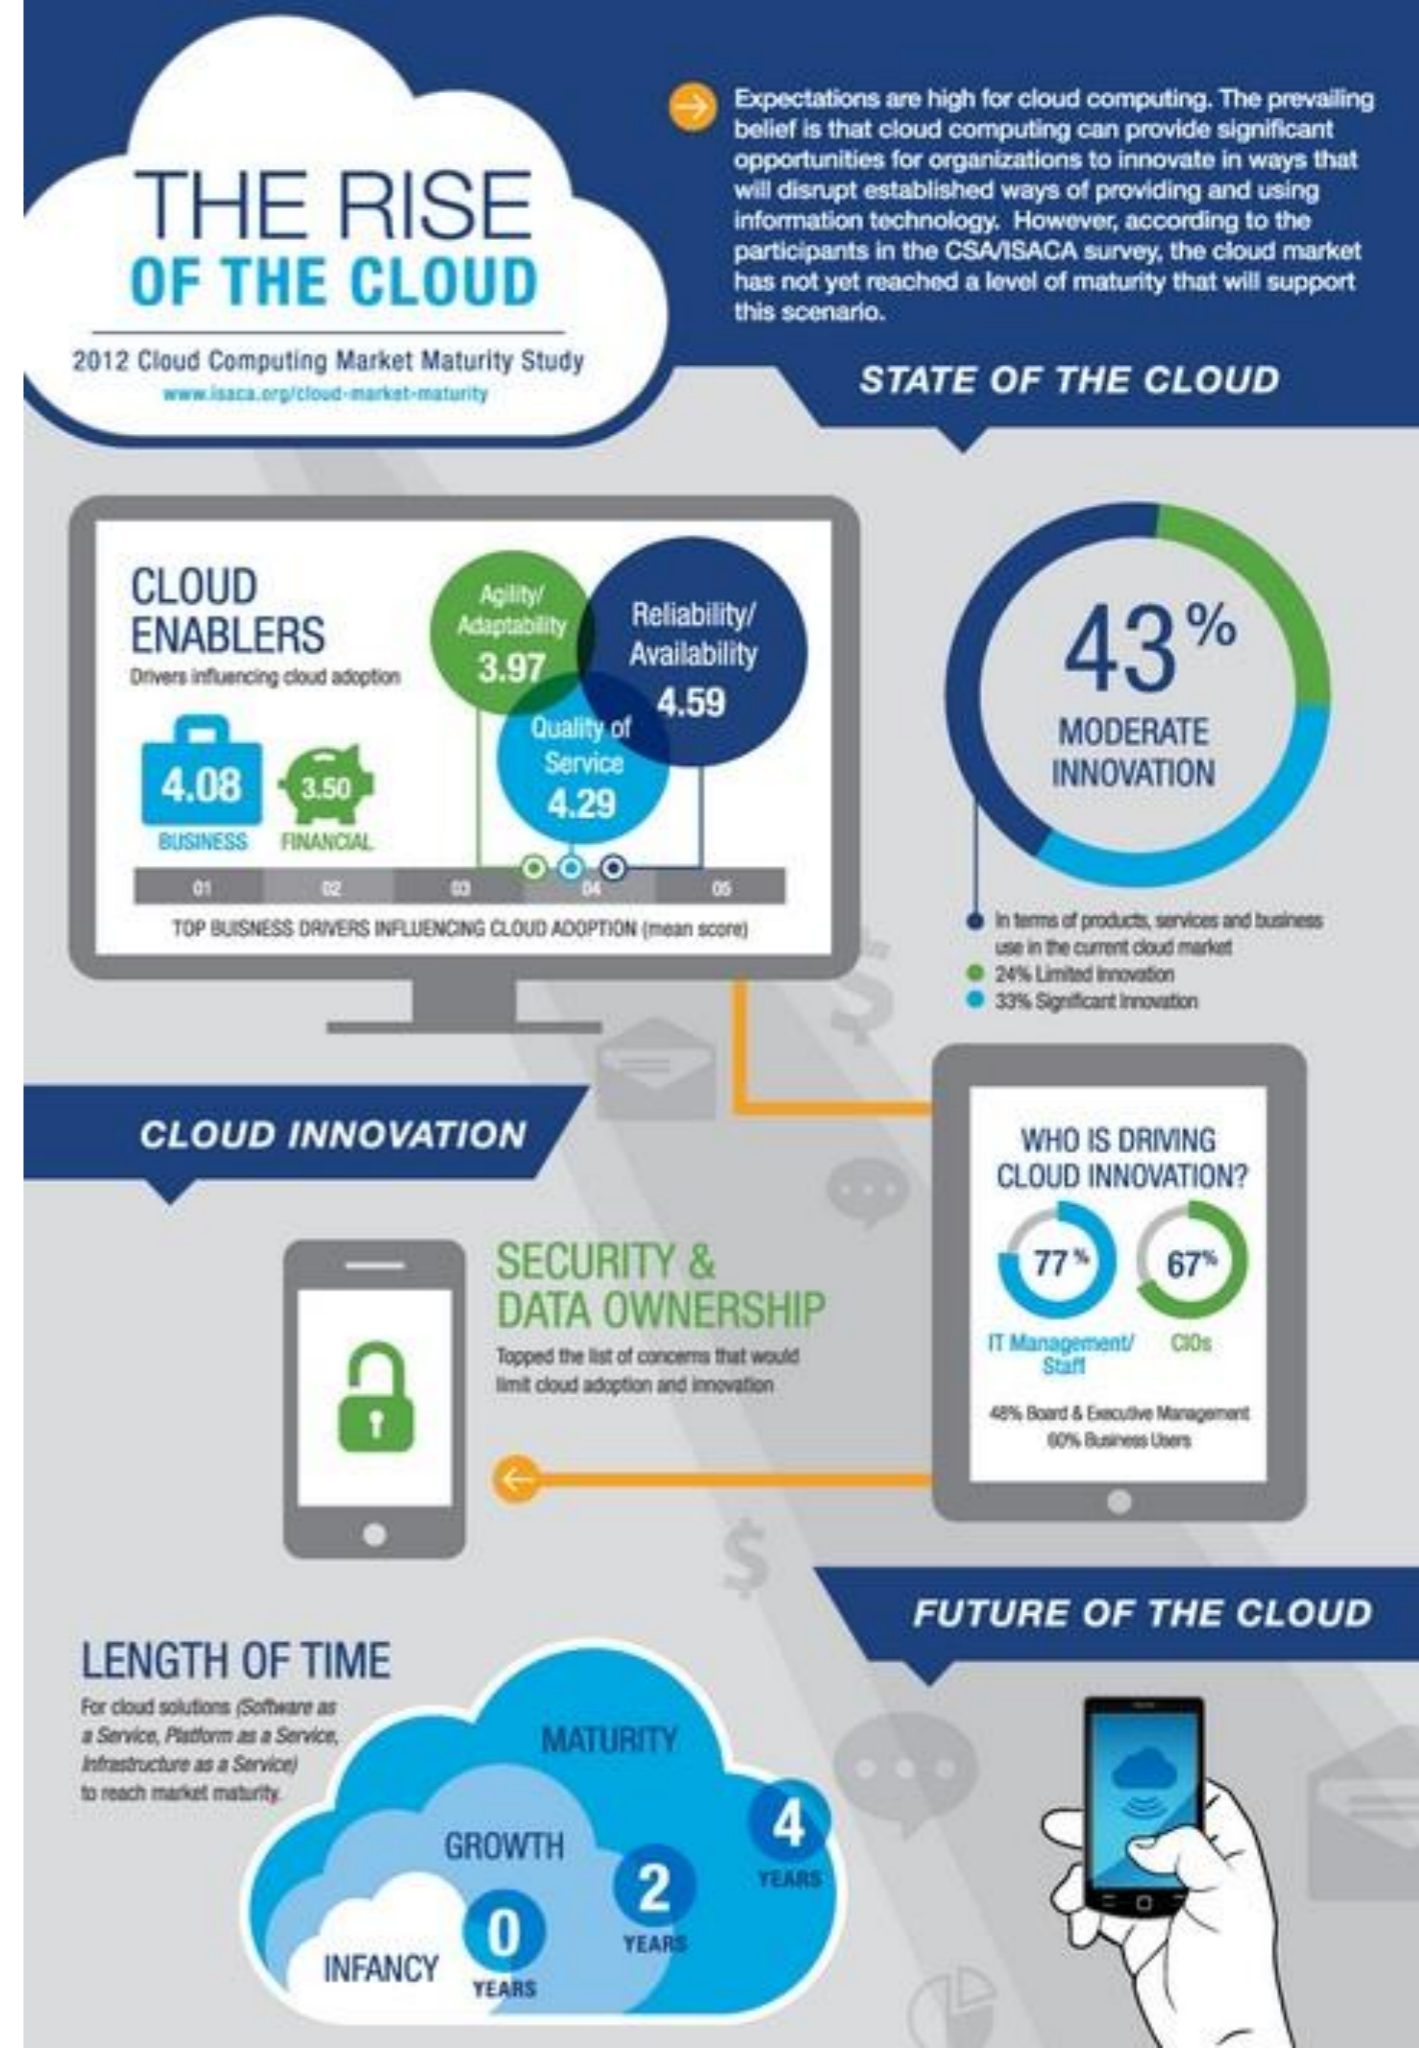 THE RISE
OF THE CLOUD
2012 Cloud Computing Market Maturity Study
www.isaca.org/cloud-market-maturity
Expectations are high for cloud computing. The prevailing
belief is that cloud computing can provide significant
opportunities for organizations to innovate in ways that
will disrupt established ways of providing and using
information technology. However, according to the
participants in the CSA/ISACA survey, the cloud market
has not yet reached a level of maturity that will support
this scenario.
STATE OF THE CLOUD
CLOUD
ENABLERS
Drivers influencing cloud adoption
4.08
BUSINESS
3.50
FINANCIAL
Agility/
Adaptability
3.97
Reliability/
Availability
4.59
Quality of
Service
4.29
01 02 03 04 05
TOP BUISNESS DRIVERS INFLUENCING CLOUD ADOPTION (mean score)
43%
MODERATE
INNOVATION
In terms of products, services and business
use in the current cloud market
24% Limited Innovation
33% Significant Innovation
CLOUD INNOVATION
WHO IS DRIVING
CLOUD INNOVATION?
77% 67%
IT Management/ CIOs
Staff
48% Board & Executive Management
60% Business Users
SECURITY &
DATA OWNERSHIP
Topped the list of concerns that would
limit cloud adoption and innovation
FUTURE OF THE CLOUD
LENGTH OF TIME
For cloud solutions (Software as
a Service, Platform as a Service,
Infrastructure as a Service)
to reach market maturity.
MATURITY
4
YEARS
GROWTH
2
YEARS
INFANCY
0
YEARS